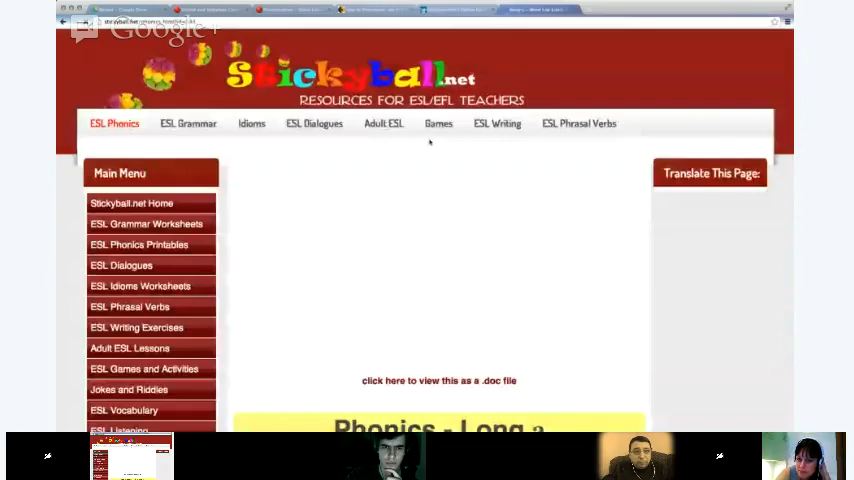 Google+
Stickyball.net
RESOURCES FOR ESL/EFL TEACHERS
ESL Phonics
ESL Grammar
Idioms
ESL Dialogues
Adult ESL
Games
ESL Writing
ESL Phrasal Verbs
Main Menu
Translate This Page:
Stickyball.net Home
ESL Grammar Worksheets
ESL Phonics Printables
ESL Dialogues
ESL Idioms Worksheets
ESL Phrasal Verbs
ESL Writing Exercises
Adult ESL Lessons
ESL Games and Activities
Jokes and Riddles
ESL Vocabulary
ESL Listening
click here to view this as a .doc file
Phonics - Long a